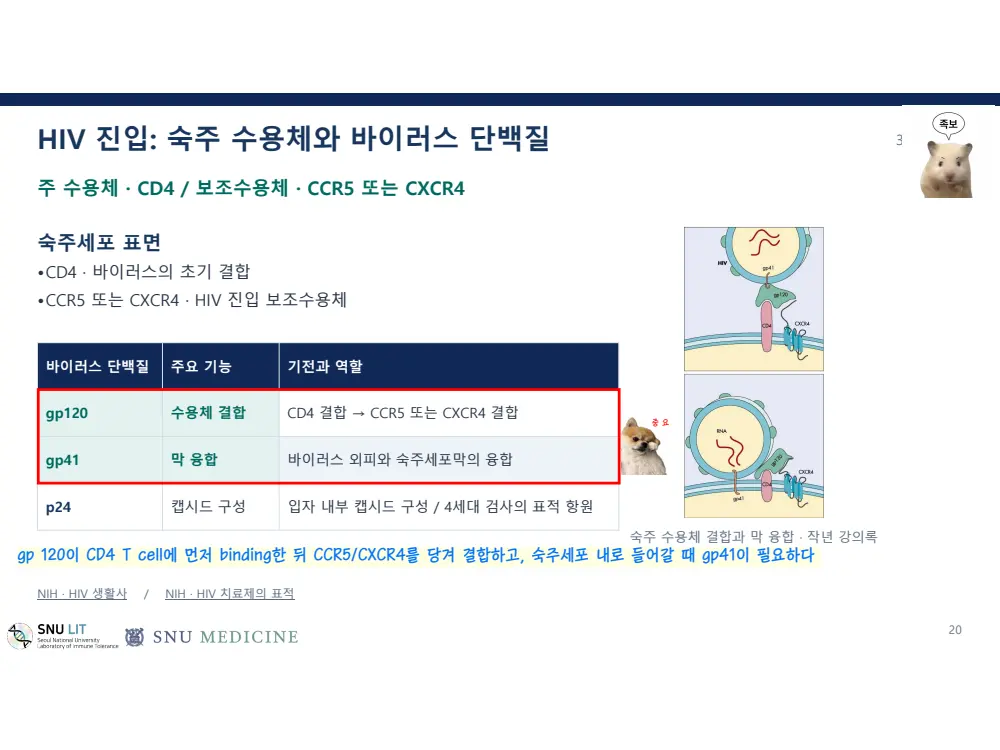 HIV 진입: 숙주 수용체와 바이러스 단백질
3
족보
주 수용체 · CD4 / 보조수용체 · CCR5 또는 CXCR4
숙주세포 표면
•CD4 · 바이러스의 초기 결합
•CCR5 또는 CXCR4 · HIV 진입 보조수용체
바이러스 단백질 주요 기능 기전과 역할
gp120 수용체 결합 CD4 결합 → CCR5 또는 CXCR4 결합
gp41 막 융합 바이러스 외피와 숙주세포막의 융합
p24 캡시드 구성 입자 내부 캡시드 구성 / 4세대 검사의 표적 항원
중요
HIV
gp41
GP120
CD4
CXCR4
RNA
GP120
CXCR4
CD4
gp41
숙주 수용체 결합과 막 융합 · 작년 강의록
gp 120이 CD4 T cell에 먼저 binding한 뒤 CCR5/CXCR4를 당겨 결합하고, 숙주세포 내로 들어갈 때 gp41이 필요하다
NIH · HIV 생활사 / NIH · HIV 치료제의 표적
SNU LIT
Seoul National University
Laboratory of Immune Tolerance
SNU MEDICINE
20